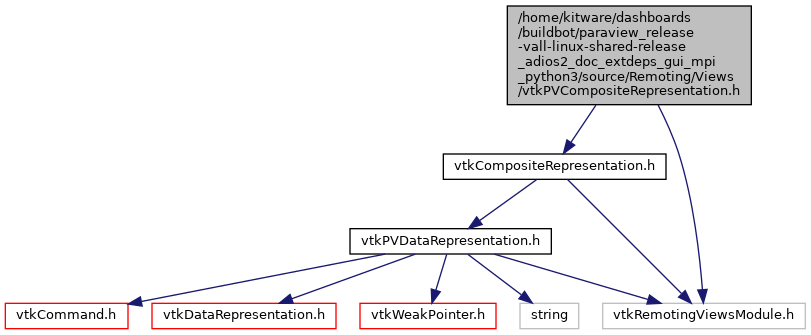 /home/kitware/dashboards
/buildbot/paraview_release
-vall-linux-shared-release
_adios2_doc_extdeps_gui_mpi
_python3/source/Remoting/Views
/vtkPVCompositeRepresentation.h
vtkCompositeRepresentation.h
vtkPVDataRepresentation.h
vtkCommand.h
vtkDataRepresentation.h
vtkWeakPointer.h
string
vtkRemotingViewsModule.h